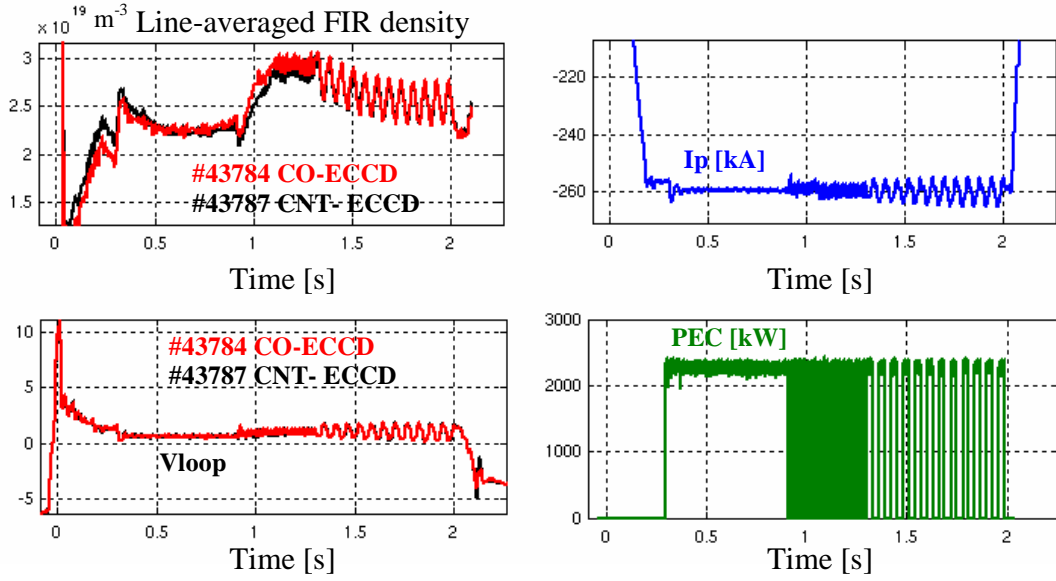 × 10¹⁹ m⁻³ Line-averaged FIR density
3
2.5
2
1.5
#43784 CO-ECCD
#43787 CNT- ECCD
0 0.5 1 1.5 2
Time [s]
-220
-240
-260
Ip [kA]
0 0.5 1 1.5 2
Time [s]
10
5
0
-5
#43784 CO-ECCD
#43787 CNT- ECCD
Vloop
0 0.5 1 1.5 2
Time [s]
3000
2000
1000
0
PEC [kW]
0 0.5 1 1.5 2
Time [s]